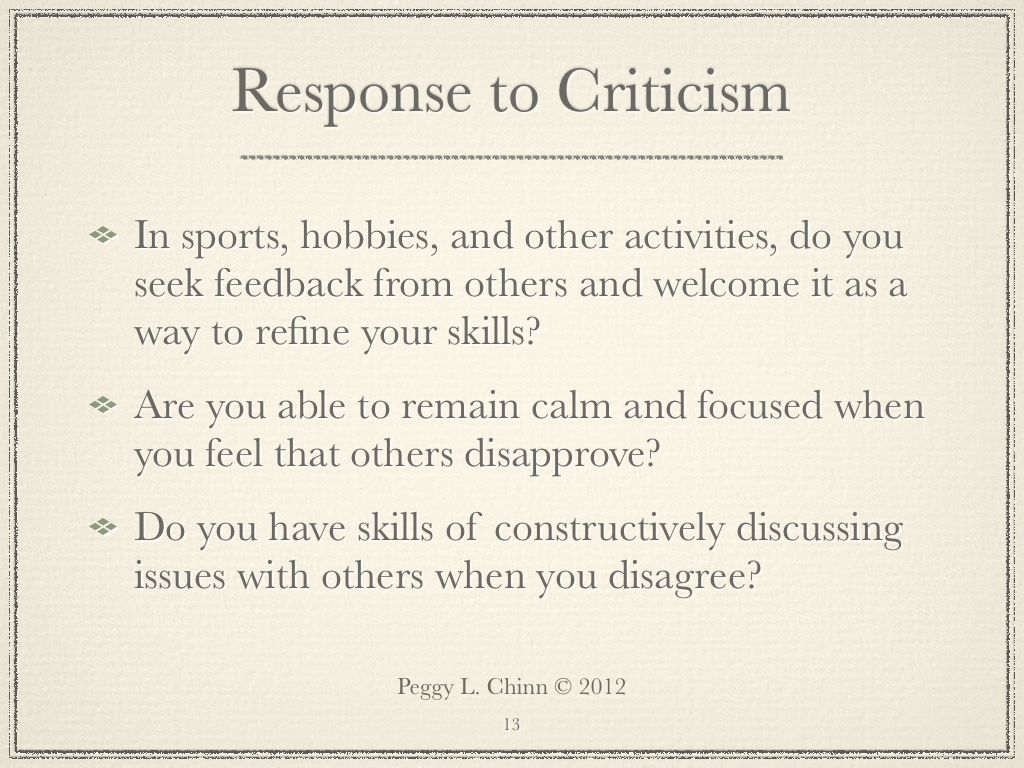 Response to Criticism
In sports, hobbies, and other activities, do you
seek feedback from others and welcome it as a
way to refine your skills?
Are you able to remain calm and focused when
you feel that others disapprove?
Do you have skills of constructively discussing
issues with others when you disagree?
Peggy L. Chinn © 2012
13